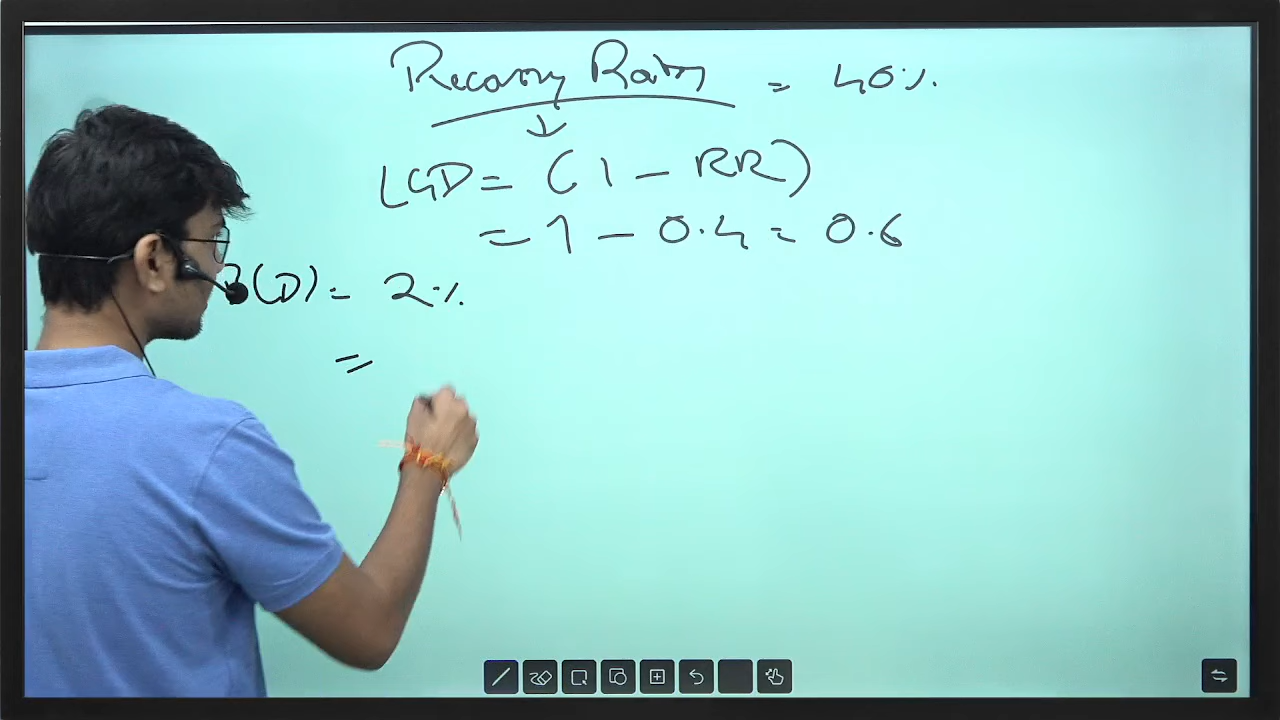 Recovery Rate = 40%
LGD = (1 - RR)
= 1 - 0.4 = 0.6
(D) = 2%
=